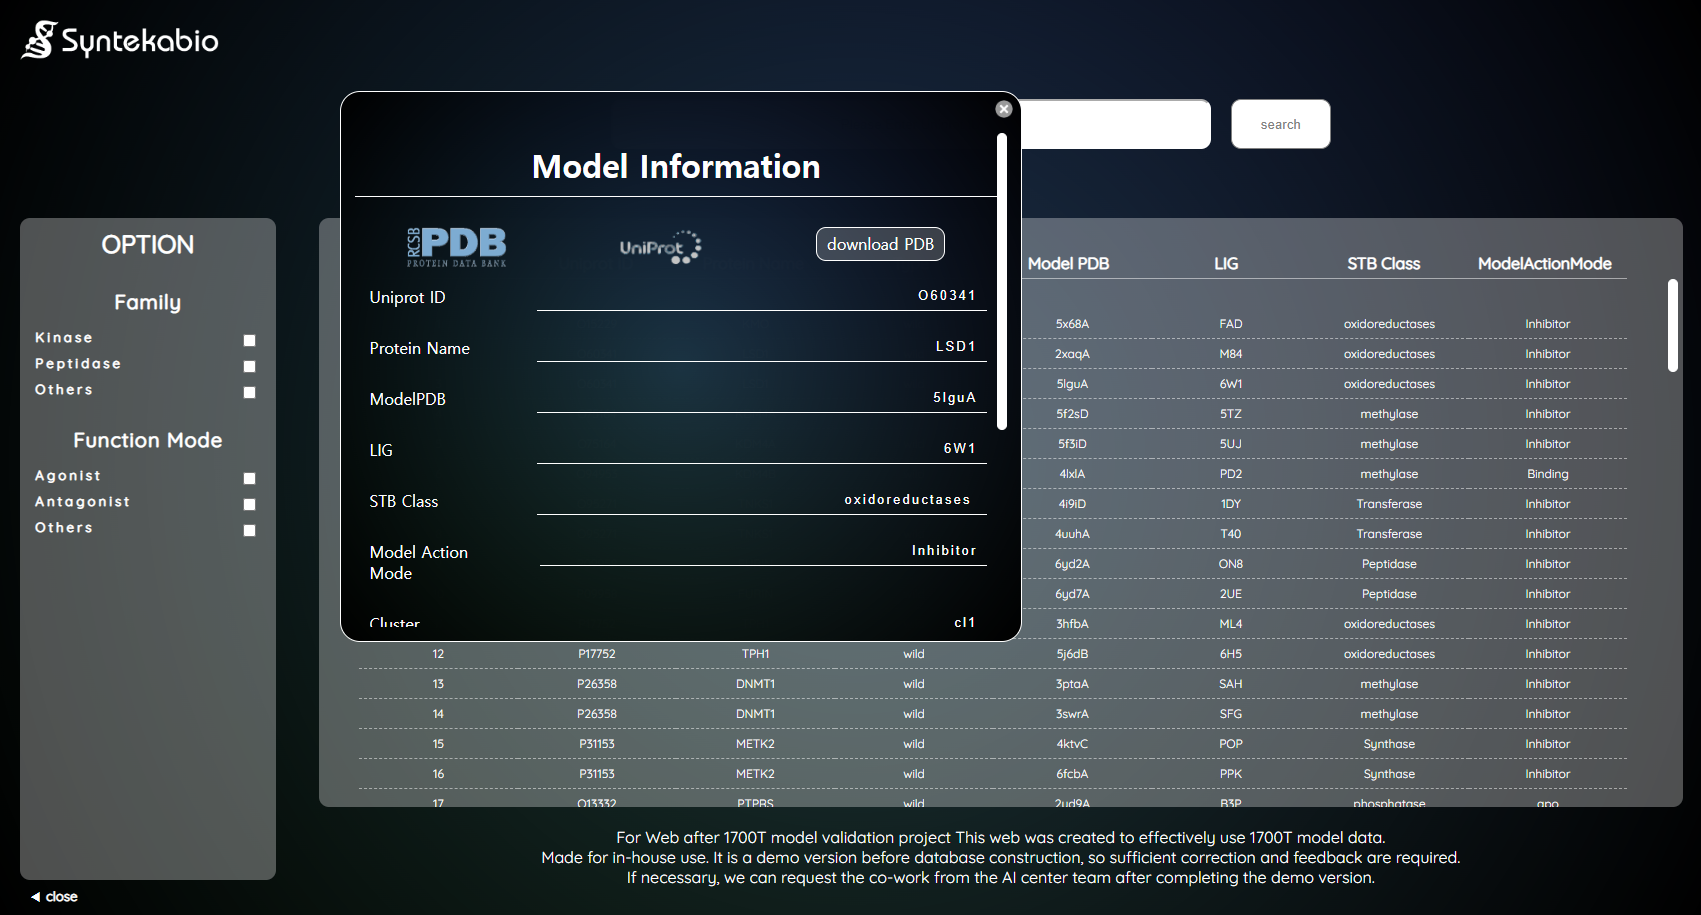 Syntekabio
search
Model Information
RCSB PDB
PROTEIN DATA BANK
UniProt
download PDB
Uniprot ID O60341
Protein Name LSD1
ModelPDB 5lguA
LIG 6W1
STB Class oxidoreductases
Model Action Mode Inhibitor
Cluster cl1
OPTION
Family
Kinase
Peptidase
Others
Function Mode
Agonist
Antagonist
Others
Model PDB LIG STB Class ModelActionMode
5x68A FAD oxidoreductases Inhibitor
2xaqA M84 oxidoreductases Inhibitor
5lguA 6W1 oxidoreductases Inhibitor
5f2sD 5TZ methylase Inhibitor
5f3iD 5UJ methylase Inhibitor
4lxlA PD2 methylase Binding
4i9iD 1DY Transferase Inhibitor
4uuhA T40 Transferase Inhibitor
6yd2A ON8 Peptidase Inhibitor
6yd7A 2UE Peptidase Inhibitor
3hfbA ML4 oxidoreductases Inhibitor
12 P17752 TPH1 wild 5j6dB 6H5 oxidoreductases Inhibitor
13 P26358 DNMT1 wild 3ptaA SAH methylase Inhibitor
14 P26358 DNMT1 wild 3swrA SFG methylase Inhibitor
15 P31153 METK2 wild 4ktvC POP Synthase Inhibitor
16 P31153 METK2 wild 6fcbA PPK Synthase Inhibitor
17 Q13332 PTPRS wild 2yd9A B3P phosphatase apo
For Web after 1700T model validation project This web was created to effectively use 1700T model data.
Made for in-house use. It is a demo version before database construction, so sufficient correction and feedback are required.
If necessary, we can request the co-work from the AI center team after completing the demo version.
◀ close